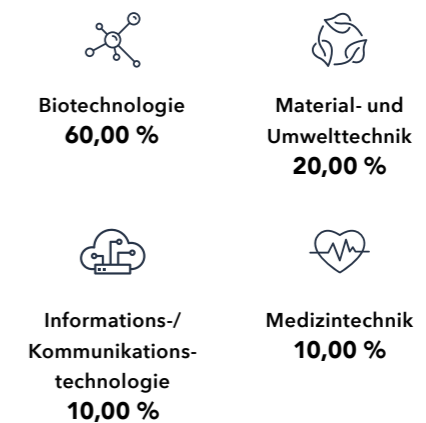 Biotechnologie
60,00 %
Material- und
Umwelttechnik
20,00 %
Informations-/
Kommunikations-
technologie
10,00 %
Medizintechnik
10,00 %